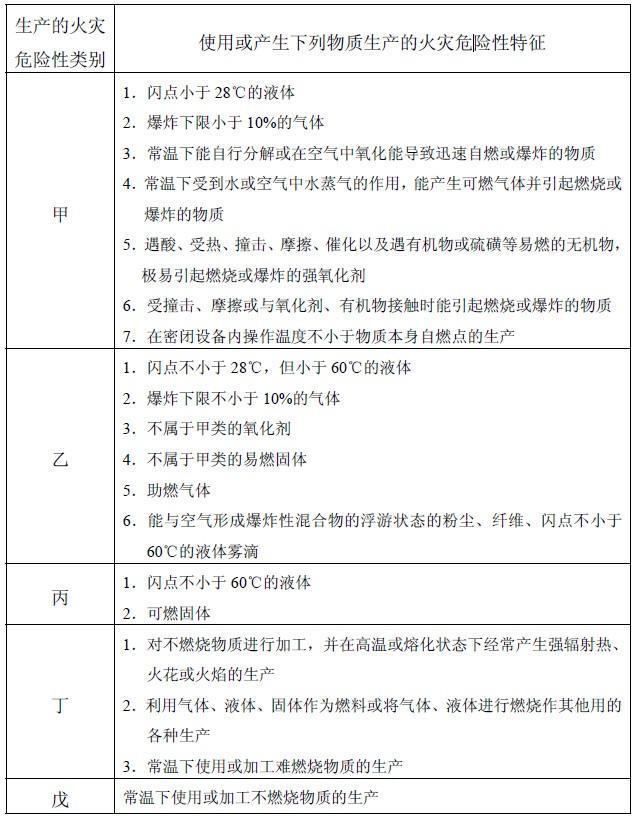 生产的火灾
危险性类别
使用或产生下列物质生产的火灾危险性特征
甲
1．闪点小于 28℃的液体
2．爆炸下限小于 10%的气体
3．常温下能自行分解或在空气中氧化能导致迅速自燃或爆炸的物质
4．常温下受到水或空气中水蒸气的作用，能产生可燃气体并引起燃烧或
爆炸的物质
5．遇酸、受热、撞击、摩擦、催化以及遇有机物或硫磺等易燃的无机物，
极易引起燃烧或爆炸的强氧化剂
6．受撞击、摩擦或与氧化剂、有机物接触时能引起燃烧或爆炸的物质
7．在密闭设备内操作温度不小于物质本身自燃点的生产
乙
1．闪点不小于 28℃，但小于 60℃的液体
2．爆炸下限不小于 10%的气体
3．不属于甲类的氧化剂
4．不属于甲类的易燃固体
5．助燃气体
6．能与空气形成爆炸性混合物的浮游状态的粉尘、纤维、闪点不小于
60℃的液体雾滴
丙
1．闪点不小于 60℃的液体
2．可燃固体
丁
1．对不燃烧物质进行加工，并在高温或熔化状态下经常产生强辐射热、
火花或火焰的生产
2．利用气体、液体、固体作为燃料或将气体、液体进行燃烧作其他用的
各种生产
3．常温下使用或加工难燃烧物质的生产
戊
常温下使用或加工不燃烧物质的生产